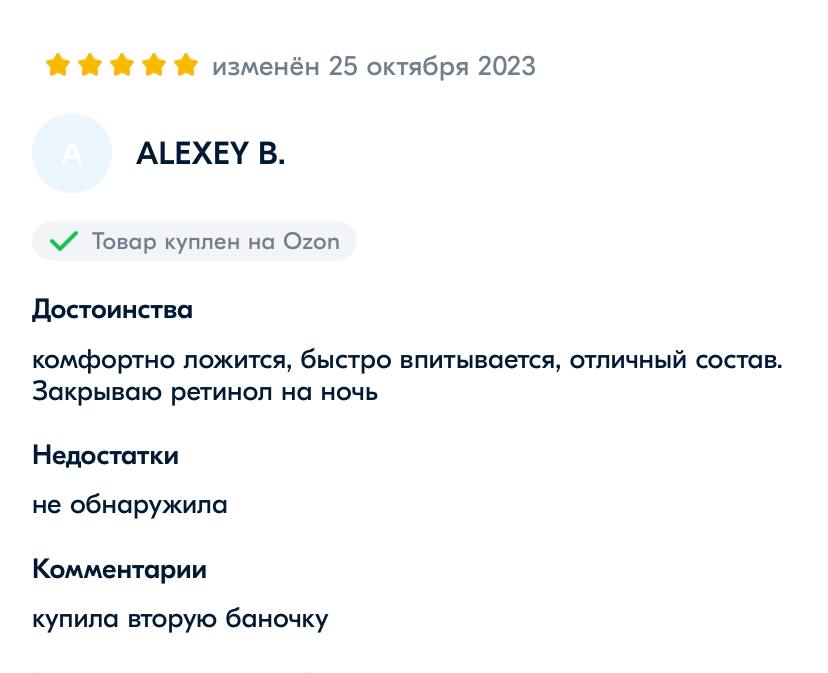 изменён 25 октября 2023
A
ALEXEY B.
Товар куплен на Ozon
Достоинства
комфортно ложится, быстро впитывается, отличный состав.
Закрываю ретинол на ночь
Недостатки
не обнаружила
Комментарии
купила вторую баночку